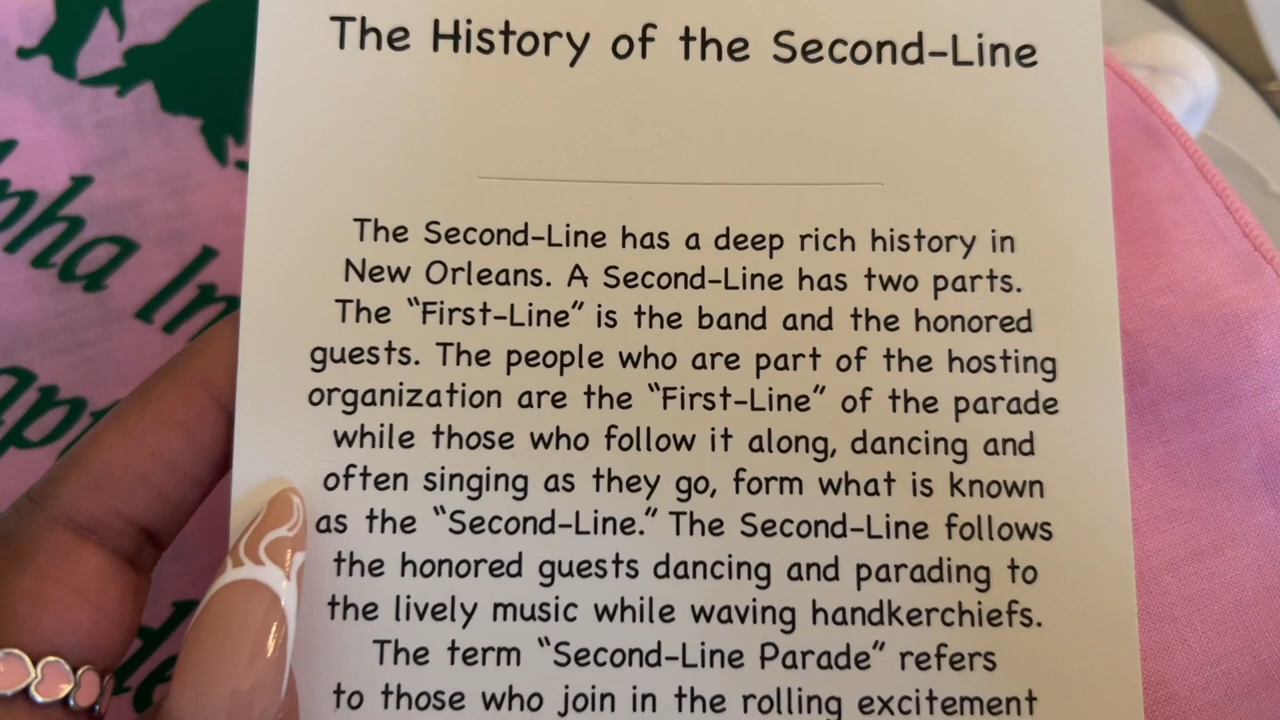 The History of the Second-Line
The Second-Line has a deep rich history in
New Orleans. A Second-Line has two parts.
The “First-Line” is the band and the honored
guests. The people who are part of the hosting
organization are the “First-Line” of the parade
while those who follow it along, dancing and
often singing as they go, form what is known
as the “Second-Line.” The Second-Line follows
the honored guests dancing and parading to
the lively music while waving handkerchiefs.
The term “Second-Line Parade” refers
to those who join in the rolling excitement